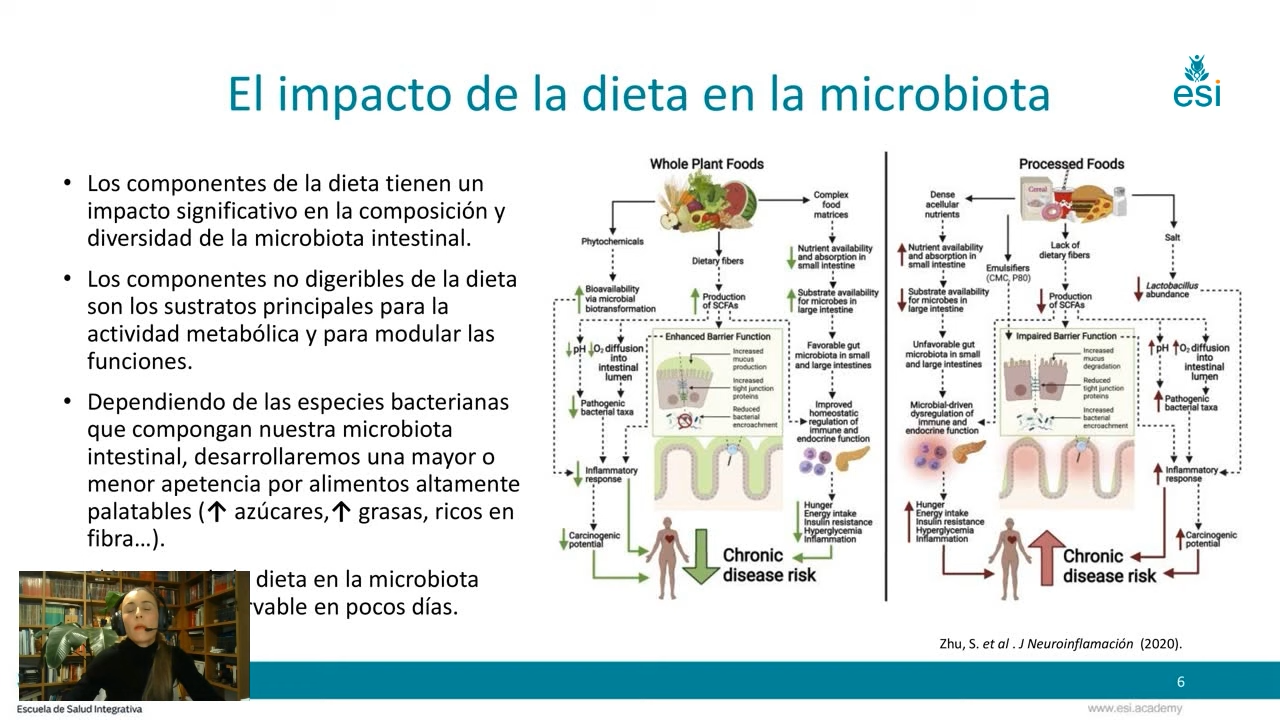 El impacto de la dieta en la microbiota
esi
• Los componentes de la dieta tienen un
impacto significativo en la composición y
diversidad de la microbiota intestinal.
• Los componentes no digeribles de la dieta
son los sustratos principales para la
actividad metabólica y para modular las
funciones.
• Dependiendo de las especies bacterianas
que compongan nuestra microbiota
intestinal, desarrollaremos una mayor o
menor apetencia por alimentos altamente
palatables (↑ azúcares,↑ grasas, ricos en
fibra…).
dieta en la microbiota
en pocos días.
Whole Plant Foods
Phytochemicals
Dietary fibers
Complex
food
matrices
Bioavailability
via microbial
biotransformation
Production
of SCFAs
Nutrient availability
and absorption in
small intestine
Substrate availability
for microbes in
large intestine
pH
O₂ diffusion
into
intestinal
lumen
Pathogenic
bacterial taxa
Enhanced Barrier Function
Increased
mucus
production
Increased
tight junction
proteins
Reduced
bacterial
encroachment
Favorable gut
microbiota in small
and large intestines
Improved
homeostatic
regulation of
immune and
endocrine function
Inflammatory
response
Carcinogenic
potential
Hunger
Energy intake
Insulin resistance
Hyperglycemia
Inflammation
Chronic
disease risk
Processed Foods
Cereal
Dense
acellular
nutrients
Emulsifiers
(CMC, P80)
Lack of
dietary fibers
Salt
Nutrient availability
and absorption in
small intestine
Substrate availability
for microbes in
large intestine
Production
of SCFAs
Lactobacillus
abundance
Unfavorable gut
microbiota in small
and large intestines
Impaired Barrier Function
Increased
mucus
degradation
Reduced
tight junction
proteins
Increased
bacterial
encroachment
pH
O₂ diffusion
into
intestinal
lumen
Pathogenic
bacterial taxa
Microbial-driven
dysregulation of
immune and
endocrine function
Inflammatory
response
Carcinogenic
potential
Hunger
Energy intake
Insulin resistance
Hyperglycemia
Inflammation
Chronic
disease risk
Zhu, S. et al . J Neuroinflamación (2020).
6
Escuela de Salud Integrativa
www.esi.academy